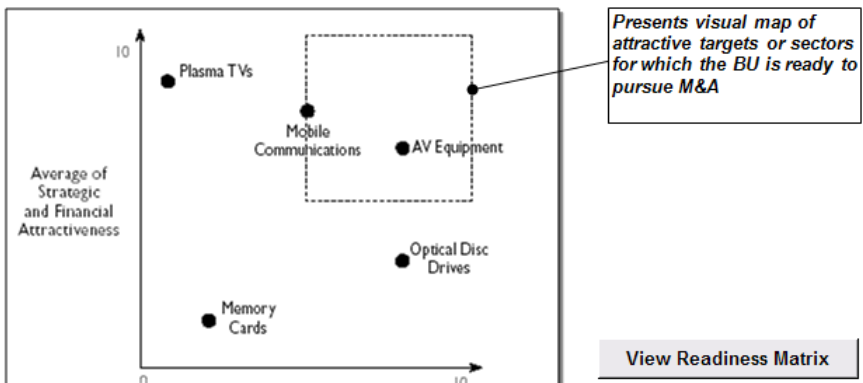 10
Plasma TVs
Presents visual map of
attractive targets or sectors
for which the BU is ready to
pursue M&A
Mobile
Communications
AV Equipment
Average of
Strategic
and Financial
Attractiveness
Optical Disc
Drives
Memory
Cards
View Readiness Matrix
0
10